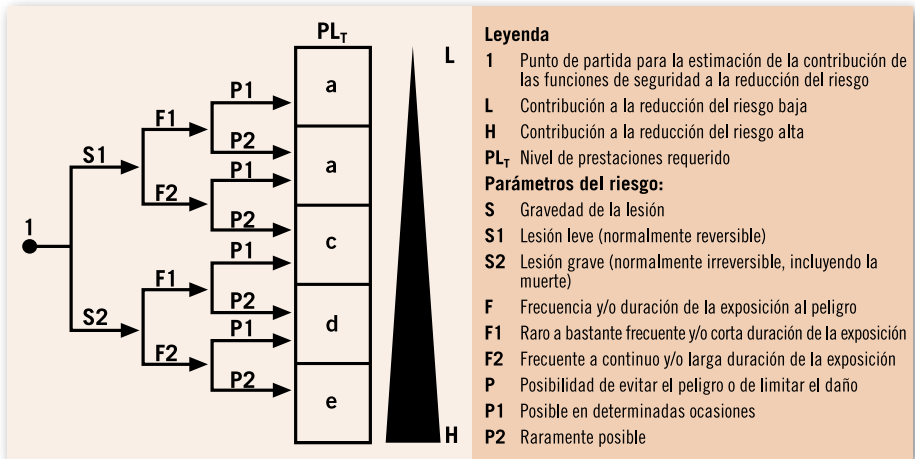 PLT
L
a
a
c
d
e
H
1
S1
S2
F1
F2
F1
F2
P1
P2
P1
P2
P1
P2
P1
P2
Leyenda
1 Punto de partida para la estimación de la contribución de
las funciones de seguridad a la reducción del riesgo
L Contribución a la reducción del riesgo baja
H Contribución a la reducción del riesgo alta
PLT Nivel de prestaciones requerido
Parámetros del riesgo:
S Gravedad de la lesión
S1 Lesión leve (normalmente reversible)
S2 Lesión grave (normalmente irreversible, incluyendo la
muerte)
F Frecuencia y/o duración de la exposición al peligro
F1 Raro a bastante frecuente y/o corta duración de la exposición
F2 Frecuente a continuo y/o larga duración de la exposición
P Posibilidad de evitar el peligro o de limitar el daño
P1 Posible en determinadas ocasiones
P2 Raramente posible